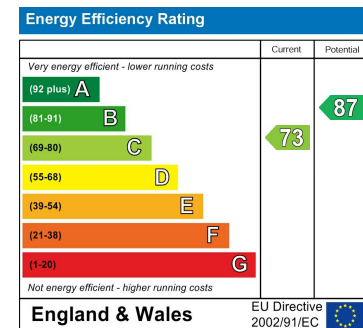 Energy Efficiency Rating
Current Potential
Very energy efficient - lower running costs
(92 plus) A
(81-91) B
(69-80) C
(55-68) D
(39-54) E
(21-38) F
(1-20) G
73
87
Not energy efficient - higher running costs
England & Wales
EU Directive
2002/91/EC